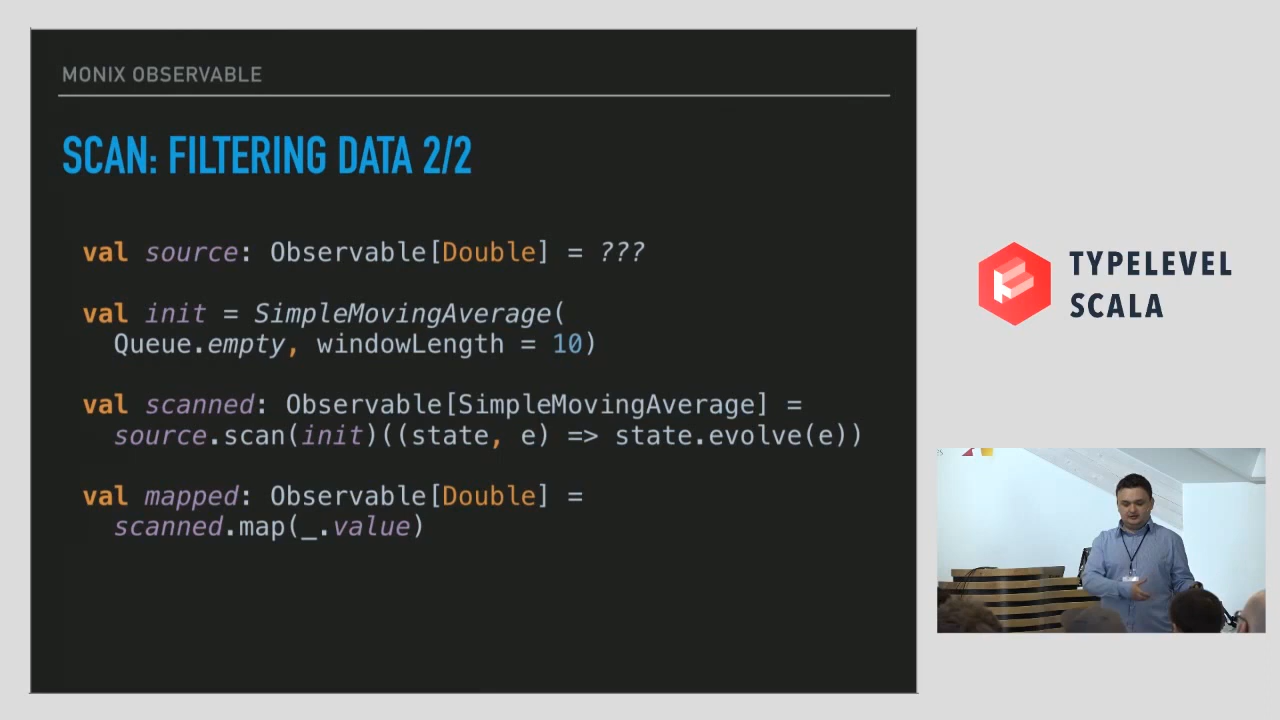 MONIX OBSERVABLE
SCAN: FILTERING DATA 2/2
val source: Observable[Double] = ???
val init = SimpleMovingAverage(
Queue.empty, windowLength = 10)
val scanned: Observable[SimpleMovingAverage] =
source.scan(init)((state, e) => state.evolve(e))
val mapped: Observable[Double] =
scanned.map(_.value)
TYPELEVEL
SCALA